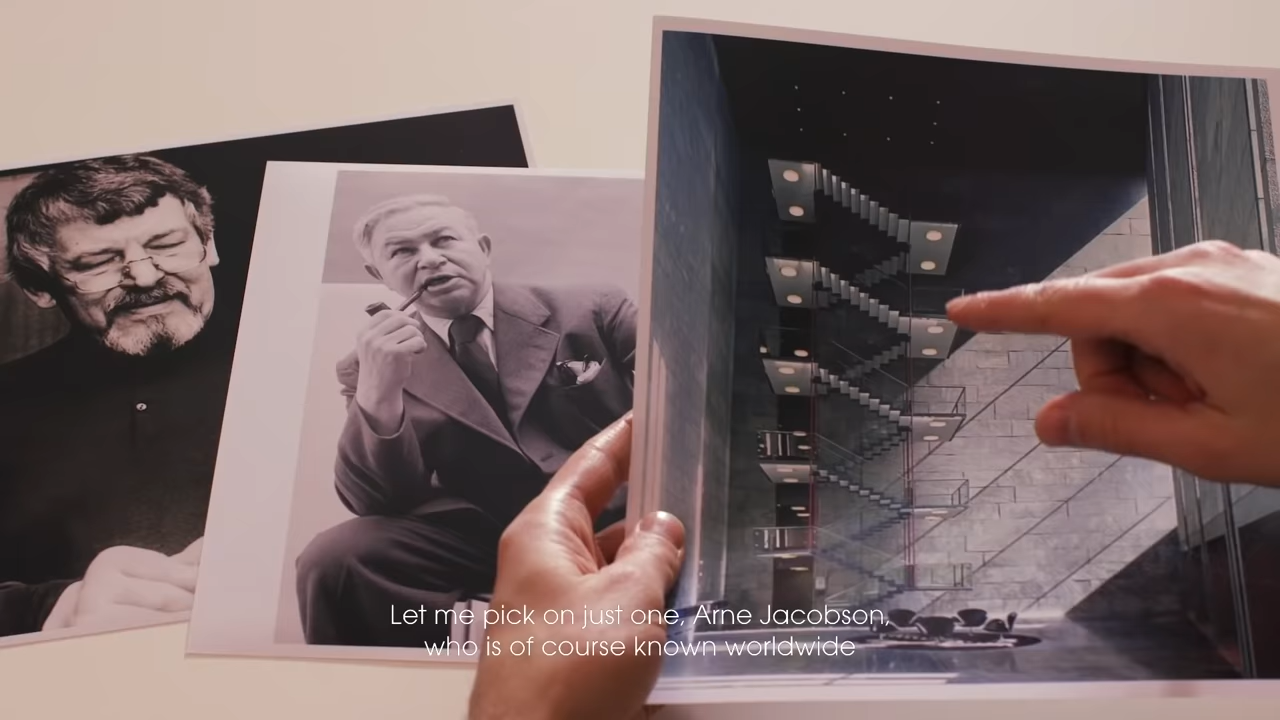 Let me pick on just one, Arne Jacobson,
who is of course known worldwide